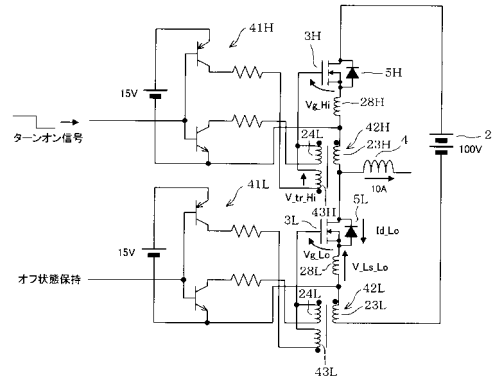 41H
3H
5H
15V
Vg_Hi
28H
ターンオン信号
24L
42H
23H
4
2
100V
V_tr_Hi
10A
41L
43H
5L
3L
Id_Lo
15V
Vg_Lo
28L
V_Ls_Lo
オフ状態保持
24L
42L
23L
43L